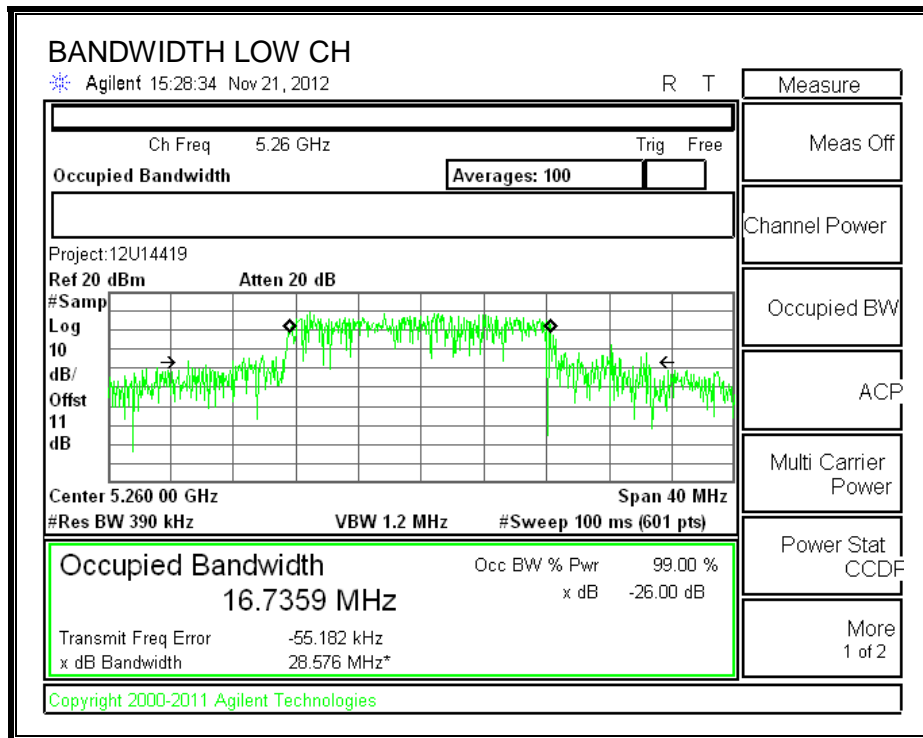 BANDWIDTH LOW CH
Agilent 15:28:34 Nov 21, 2012 R T
Measure
Ch Freq 5.26 GHz Trig Free
Meas Off
Occupied Bandwidth Averages: 100
Channel Power
Project:12U14419
Ref 20 dBm Atten 20 dB
#Samp
Log
10
dB/
Offst
11
dB
Occupied BW
ACP
Multi Carrier
Power
Center 5.260 00 GHz Span 40 MHz
#Res BW 390 kHz VBW 1.2 MHz #Sweep 100 ms (601 pts)
Power Stat
CCDF
Occupied Bandwidth Occ BW % Pwr 99.00 %
16.7359 MHz x dB -26.00 dB
Transmit Freq Error -55.182 kHz
x dB Bandwidth 28.576 MHz*
More
1 of 2
Copyright 2000-2011 Agilent Technologies